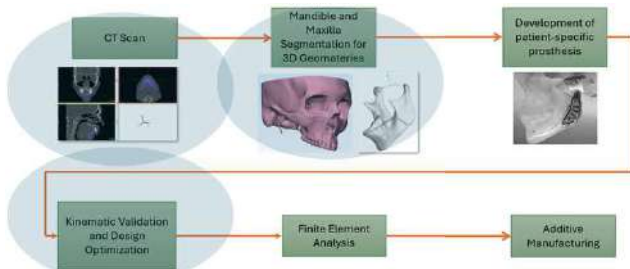 CT Scan
Mandible and
Maxilla
Segmentation for
3D Geometeries
Development of
patient-specific
prosthesis
Kinematic Validation
and Design
Optimization
Finite Element
Analysis
Additive
Manufacturing